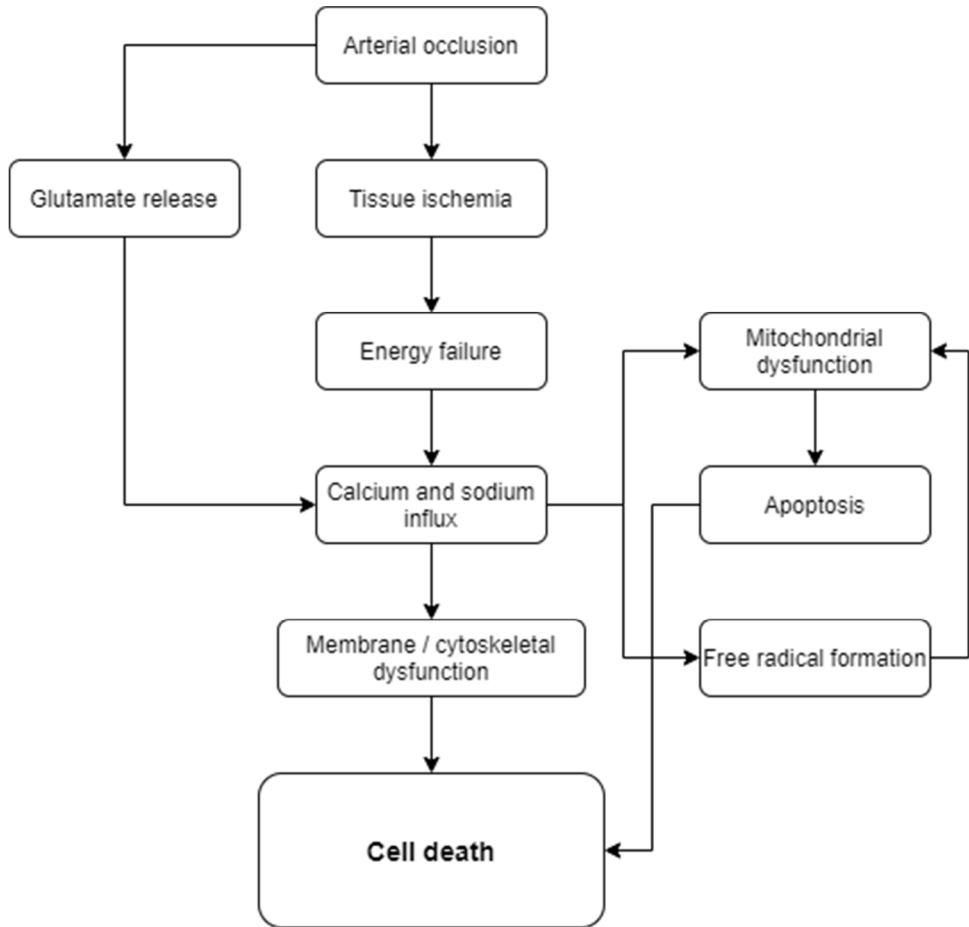 Arterial occlusion
Glutamate release
Tissue ischemia
Energy failure
Mitochondrial
dysfunction
Calcium and sodium
influx
Apoptosis
Membrane / cytoskeletal
dysfunction
Free radical formation
Cell death